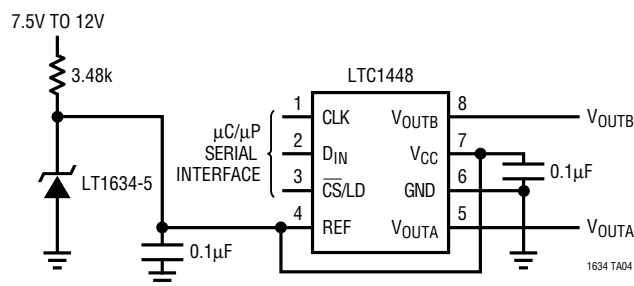 7.5V TO 12V
3.48k
LT1634-5
0.1µF
µC/µP
SERIAL
INTERFACE
LTC1448
1 CLK
2 DIN
3 CS/LD
4 REF
VOUTB 8
VCC 7
GND 6
VOUTA 5
0.1µF
VOUTB
VOUTA
1634 TA04